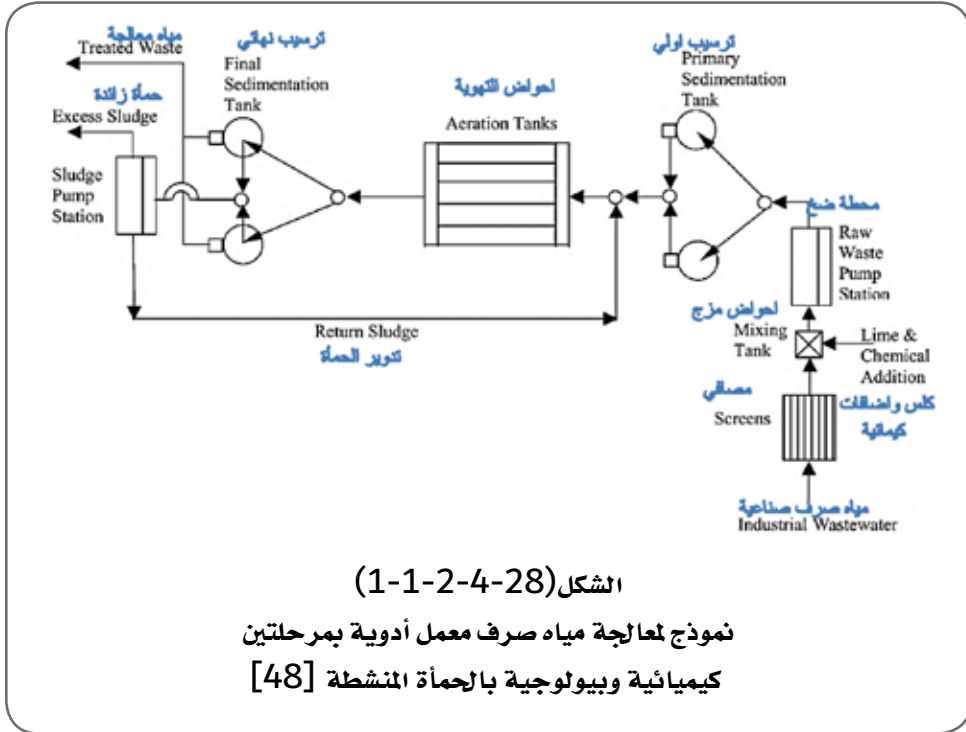 مياه معالجة
Treated Waste
حمأة زائدة
Excess Sludge
Sludge
Pump
Station
ترسيب نهائي
Final
Sedimentation
Tank
احواض التهوية
Aeration Tanks
ترسيب اولي
Primary
Sedimentation
Tank
محطة ضخ
Raw
Waste
Pump
Station
احواض مزج
Mixing
Tank
Lime &
Chemical
Addition
كلس واضافات
كيمائية
مصافي
Screens
مياه صرف صناعية
Industrial Wastewater
Return Sludge
تدوير الحمأة
الشكل(28-4-2-1-1)
نموذج لمعالجة مياه صرف معمل أدوية بمرحلتين
كيميائية وبيولوجية بالحمأة المنشطة [48]